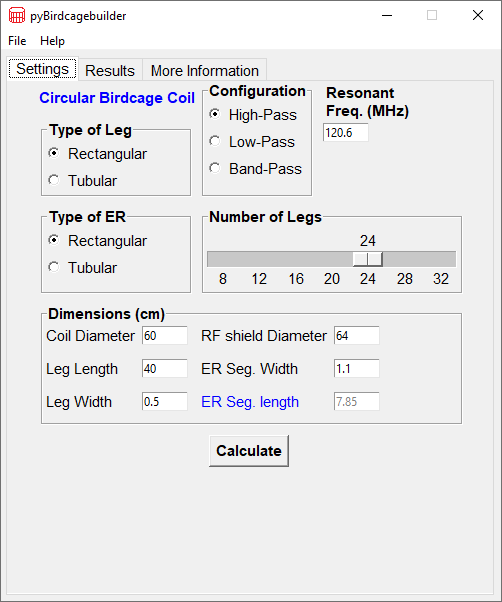 pyBirdcagebuilder
File Help
Settings Results More Information
Circular Birdcage Coil
Configuration
High-Pass
Low-Pass
Band-Pass
Resonant
Freq. (MHz)
120.6
Type of Leg
Rectangular
Tubular
Type of ER
Rectangular
Tubular
Number of Legs
24
8 12 16 20 24 28 32
Dimensions (cm)
Coil Diameter 60 RF shield Diameter 64
Leg Length 40 ER Seg. Width 1.1
Leg Width 0.5 ER Seg. length 7.85
Calculate